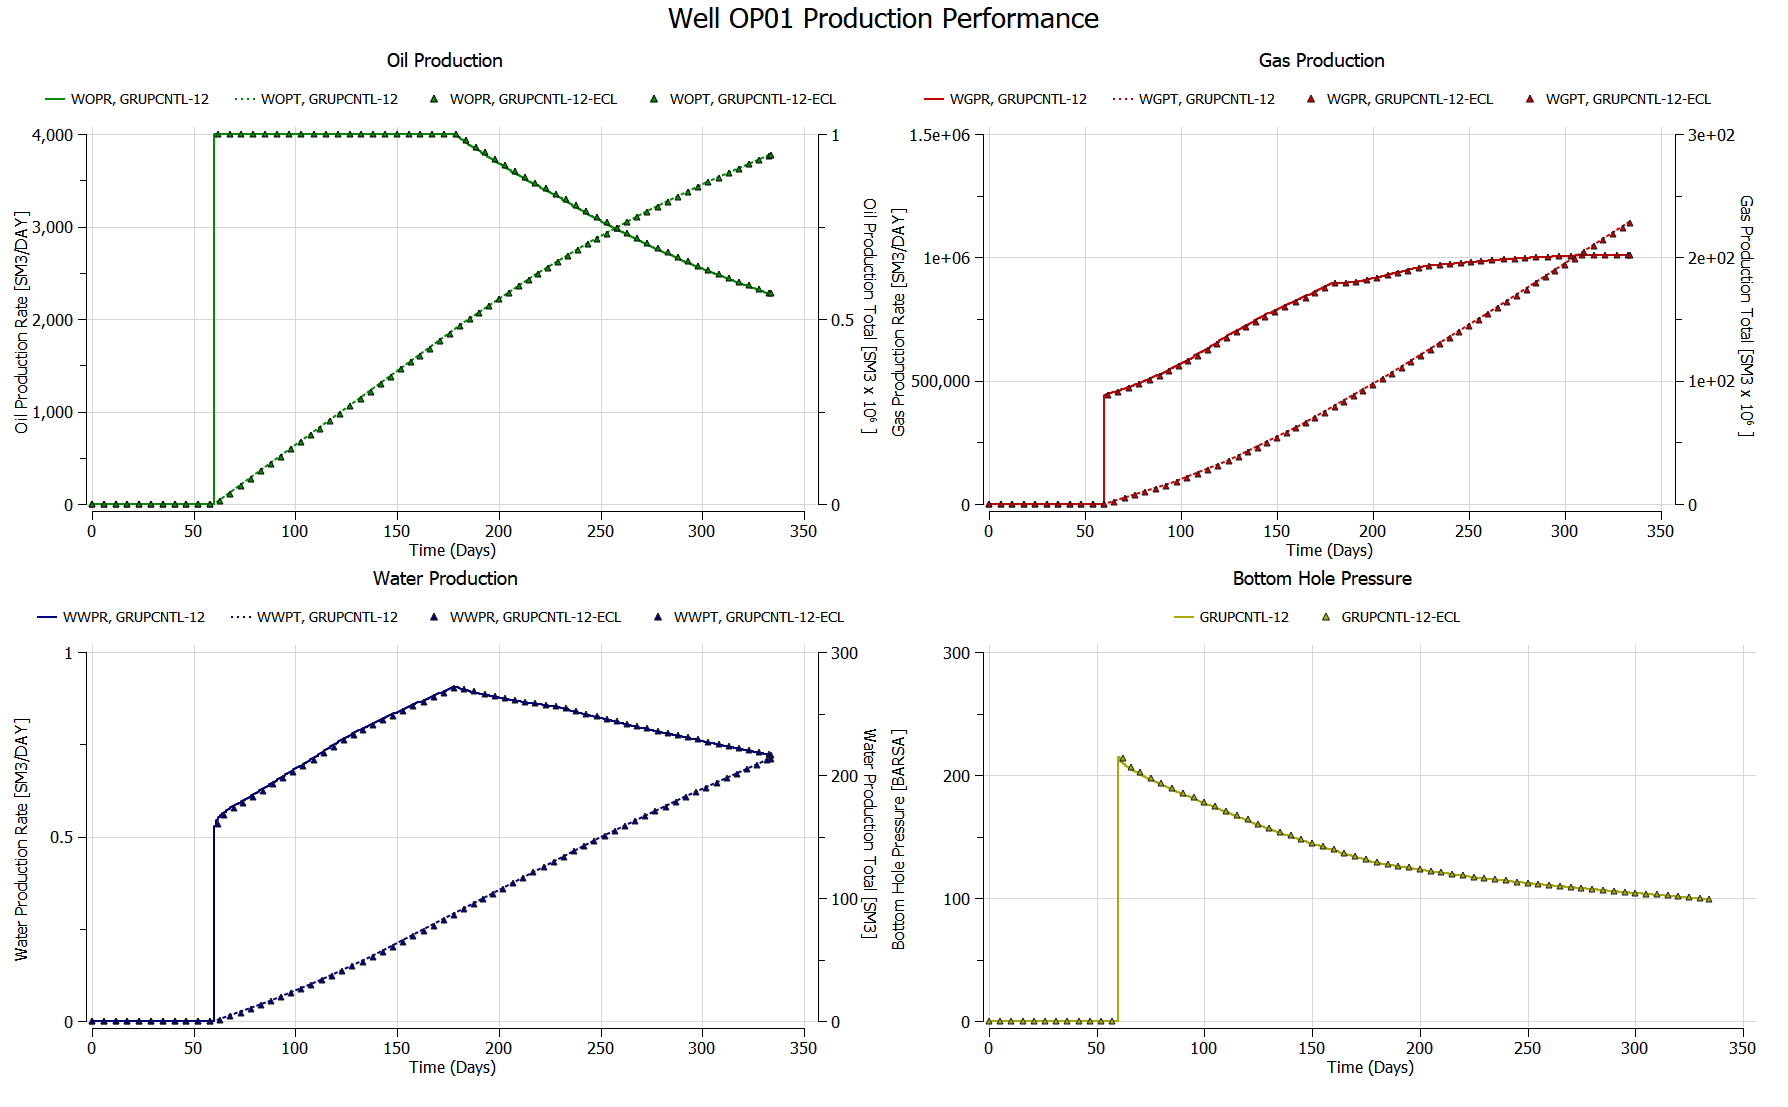 Well OP01 Production Performance
Oil Production
WOPR, GRUPCNTL-12 WOPT, GRUPCNTL-12 WOPR, GRUPCNTL-12-ECL WOPT, GRUPCNTL-12-ECL
4,000
3,000
2,000
1,000
0
Oil Production Rate [SM3/DAY]
1
0.5
0
Oil Production Total [SM3 x 10⁶ ]
0 50 100 150 200 250 300 350
Time (Days)
Gas Production
WGPR, GRUPCNTL-12 WGPT, GRUPCNTL-12 WGPR, GRUPCNTL-12-ECL WGPT, GRUPCNTL-12-ECL
1.5e+06
1e+06
500,000
0
Gas Production Rate [SM3/DAY]
3e+02
2e+02
1e+02
0
Gas Production Total [SM3 x 10⁶ ]
0 50 100 150 200 250 300 350
Time (Days)
Water Production
WWPR, GRUPCNTL-12 WWPT, GRUPCNTL-12 WWPR, GRUPCNTL-12-ECL WWPT, GRUPCNTL-12-ECL
1
0.5
0
Water Production Rate [SM3/DAY]
300
200
100
0
Water Production Total [SM3]
0 50 100 150 200 250 300 350
Time (Days)
Bottom Hole Pressure
GRUPCNTL-12 GRUPCNTL-12-ECL
300
200
100
0
Bottom Hole Pressure [BARSA]
0 50 100 150 200 250 300 350
Time (Days)